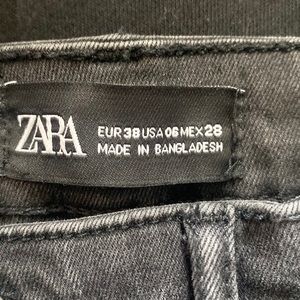 ZARA
EUR 38 USA 06 MEX 28
MADE IN BANGLADESH